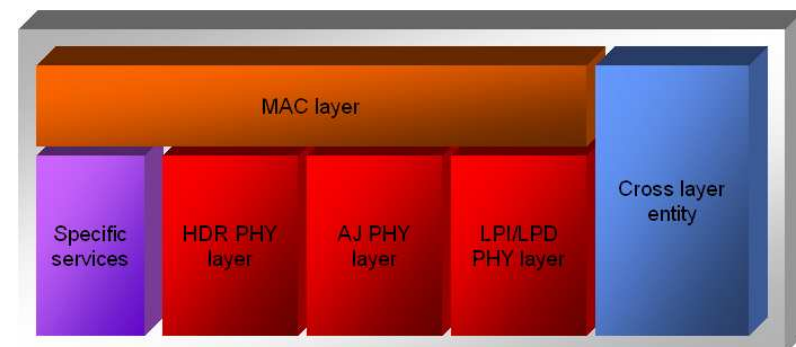 MAC layer
Cross layer
entity
Specific
services
HDR PHY
layer
AJ PHY
layer
LPI/LPD
PHY layer